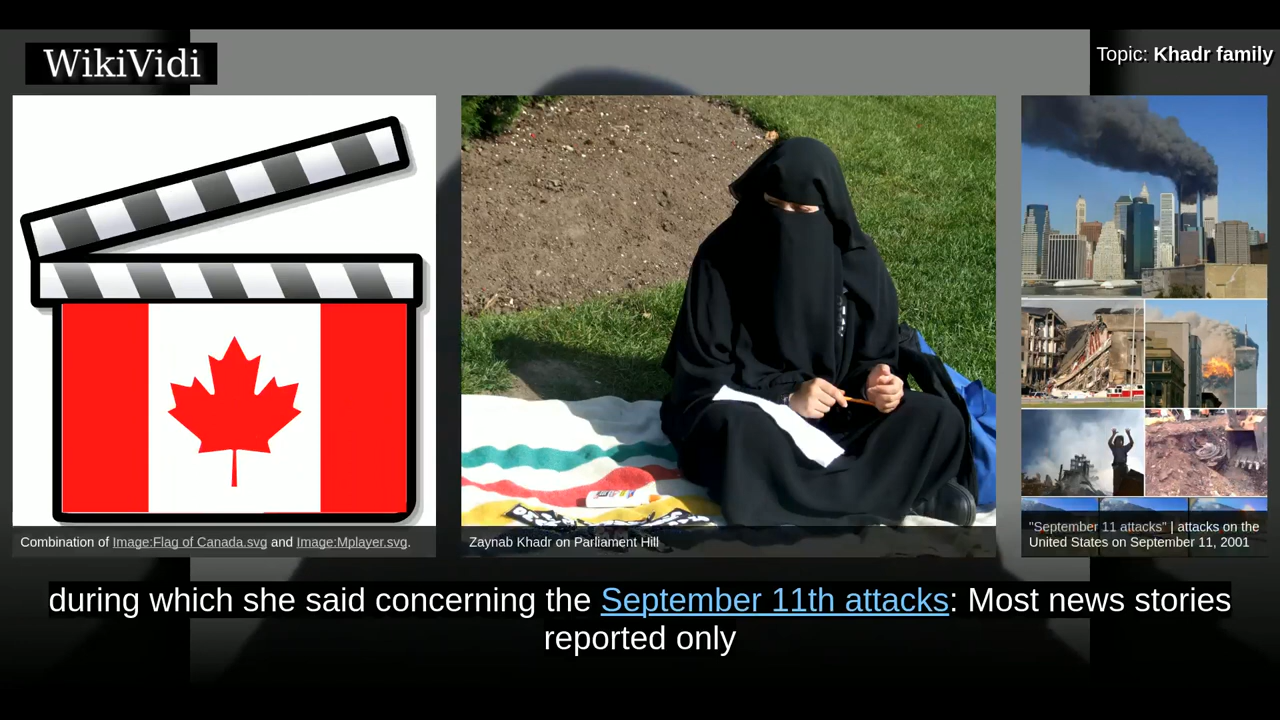 WikiVidi
Topic: Khadr family
Combination of Image:Flag of Canada.svg and Image:Mplayer.svg.
Zaynab Khadr on Parliament Hill
"September 11 attacks" | attacks on the
United States on September 11, 2001
during which she said concerning the September 11th attacks: Most news stories
reported only